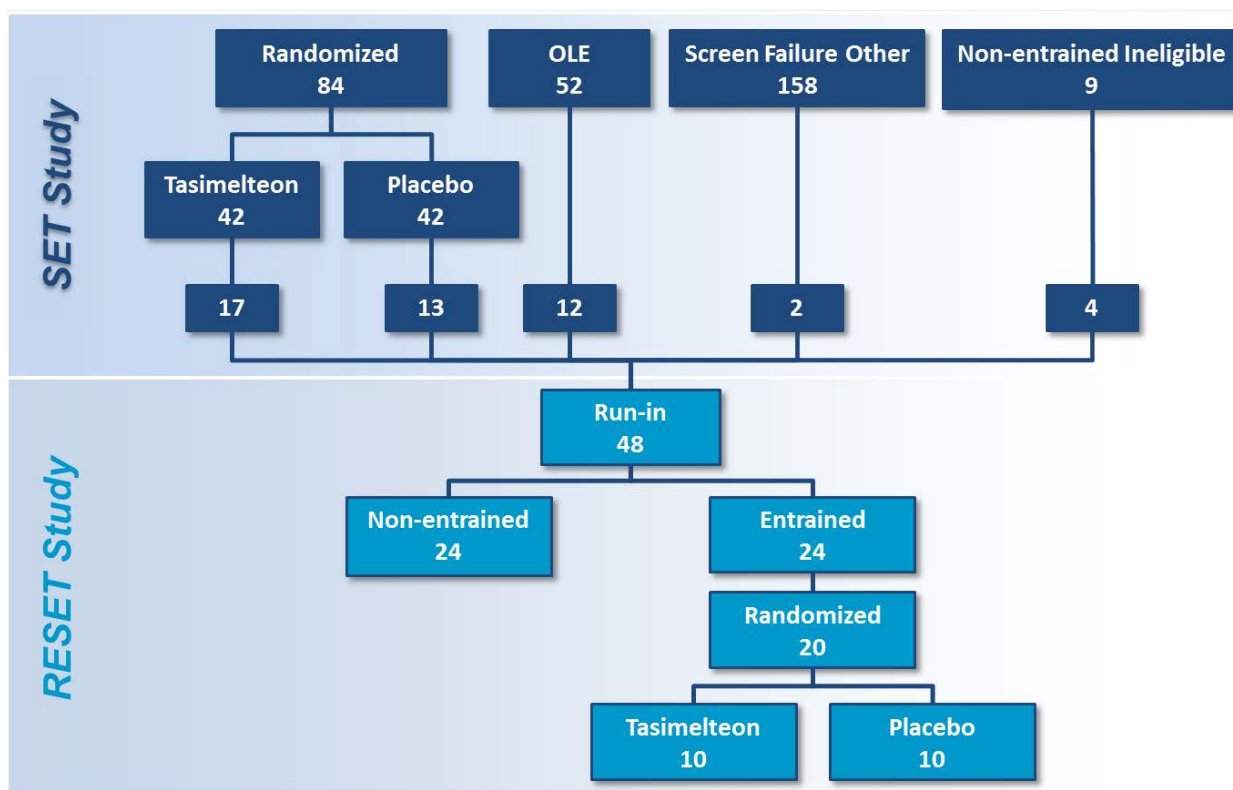 SET Study
Randomized
84
OLE
52
Screen Failure Other
158
Non-entrained Ineligible
9
Tasimelteon
42
Placebo
42
17
13
12
2
4
RESET Study
Run-in
48
Non-entrained
24
Entrained
24
Randomized
20
Tasimelteon
10
Placebo
10